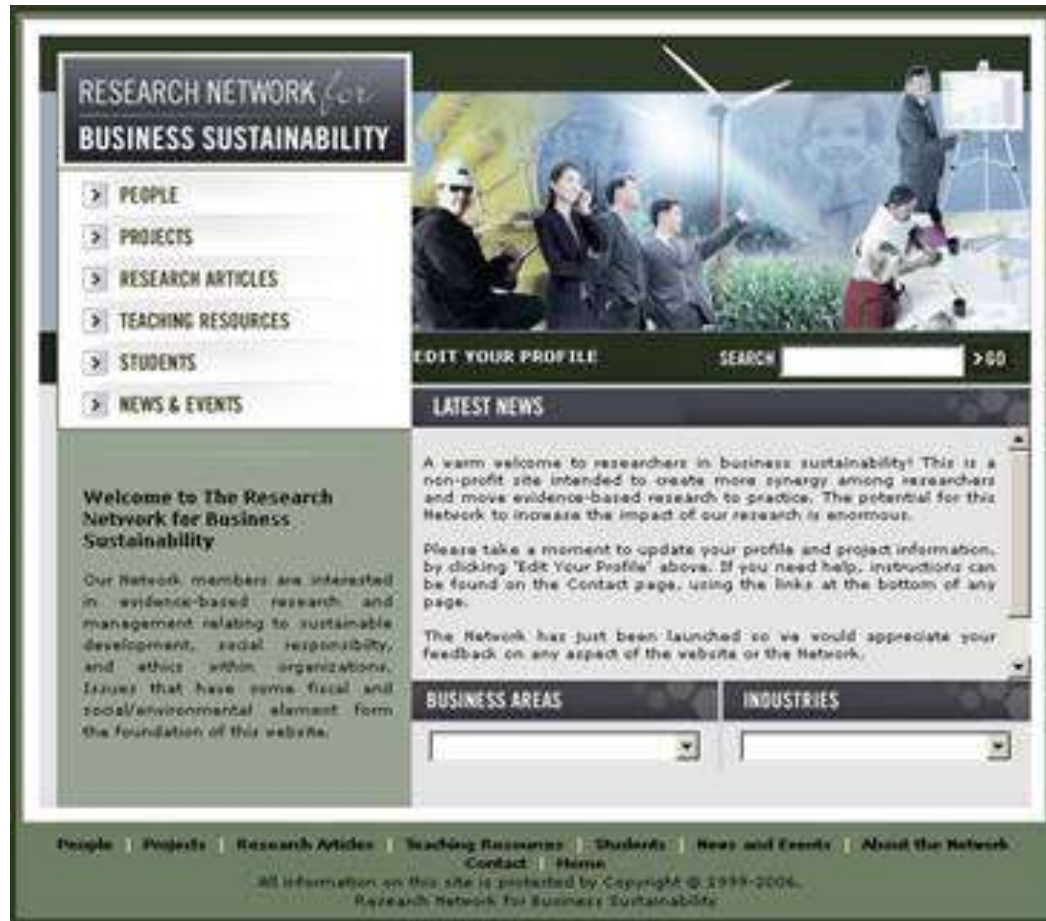 RESEARCH NETWORK for
BUSINESS SUSTAINABILITY
PEOPLE
PROJECTS
RESEARCH ARTICLES
TEACHING RESOURCES
STUDENTS
NEWS & EVENTS
EDIT YOUR PROFILE
SEARCH
> GO
Welcome to The Research
Network for Business
Sustainability
Our Network members are interested
in evidence-based research and
management relating to sustainable
development, social responsibilty,
and ethics within organizations.
Issues that have some fiscal and
social/environmental element form
the foundation of this website.
LATEST NEWS
A warm welcome to researchers in business sustainability! This is a
non-profit site intended to create more synergy among researchers
and move evidence-based research to practice. The potential for this
Network to increase the impact of our research is enormous.
Please take a moment to update your profile and project information,
by clicking 'Edit Your Profile' above. If you need help, instructions can
be found on the Contact page, using the links at the bottom of any
page.
The Network has just been launched so we would appreciate your
feedback on any aspect of the website or the Network.
BUSINESS AREAS
INDUSTRIES
People | Projects | Research Articles | Teaching Resources | Students | News and Events | About the Network
Contact | Home
All information on this site is protected by Copyright @ 1999-2006.
Research Network for Business Sustainability